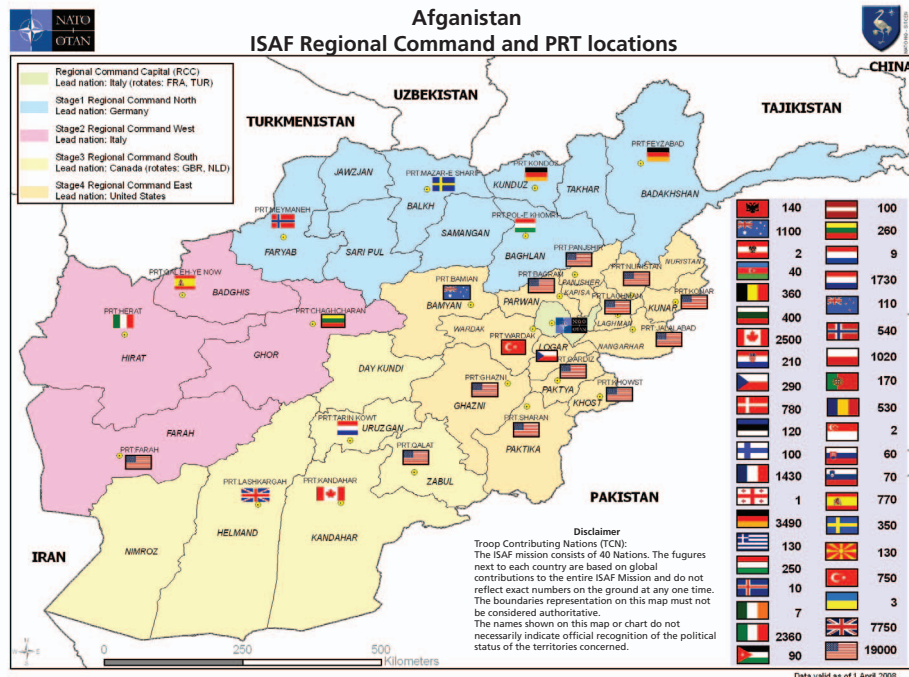 Afganistan
ISAF Regional Command and PRT locations
NATO
OTAN
Regional Command Capital (RCC)
Lead nation: Italy (rotates: FRA, TUR)
Stage1 Regional Command North
Lead nation: Germany
Stage2 Regional Command West
Lead nation: Italy
Stage3 Regional Command South
Lead nation: Canada (rotates: GBR, NLD)
Stage4 Regional Command East
Lead nation: United States
CHINA
UZBEKISTAN
TAJIKISTAN
TURKMENISTAN
PRT.FEYZABAD
JAWZJAN
PRT.MAZAR-E SHARIF
PRT.KONDOZ
KUNDUZ
TAKHAR
BADAKHSHAN
BALKH
PRT.MEYMANEH
PRT.POL-E KHOMRI
SAMANGAN
FARYAB
SARI PUL
BAGHLAN
PRT.PANJSHIR
NURISTAN
PRT.QALEH-YE NOW
BADGHIS
PRT.BAMIAN
PRT.BAGRAM
PANJSHER
PRT.NURISTAN
KAPISA
BAMYAN
PARWAN
PRT.LAGHMAN
KUNAR
PRT.KONAR
PRT.HERAT
PRT.CHAGHCHARAN
LAGHMAN
PRT.JALALABAD
WARDAK
PRT.WARDAK
NANGARHAR
HIRAT
GHOR
LOGAR
PRT.GARDIZ
DAY KUNDI
PRT.GHAZNI
PAKTYA
PRT.KHOWST
GHAZNI
KHOST
PRT.TARIN KOWT
URUZGAN
PRT.SHARAN
FARAH
PRT.FARAH
PRT.QALAT
PAKTIKA
ZABUL
PRT.LASHKARGAH
PRT.KANDAHAR
HELMAND
KANDAHAR
NIMROZ
PAKISTAN
IRAN
140 100
1100 260
2 9
40 1730
360 110
400 540
2500 1020
210 170
290 530
780 2
120 60
100 70
1430 770
1 350
3490 130
130 750
250 3
10 7750
7 19000
2360
90
Disclaimer
Troop Contributing Nations (TCN):
The ISAF mission consists of 40 Nations. The fugures
next to each country are based on global
contributions to the entire ISAF Mission and do not
reflect exact numbers on the ground at any one time.
The boundaries representation on this map must not
be considered authoritative.
The names shown on this map or chart do not
necessarily indicate official recognition of the political
status of the territories concerned.
0 250 500
Kilometers
Data valid as of 1 April 2008